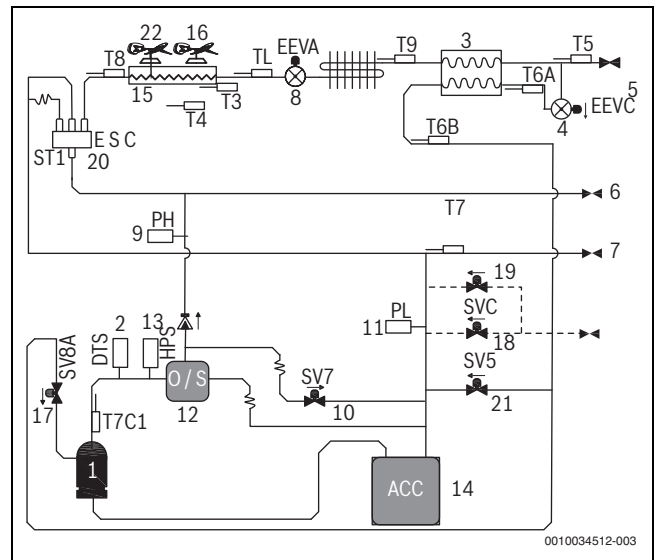 22
16
T8
TL
EEVA
T9
3
T5
15
T3
8
T6A
5
T4
EEVC
4
T6B
ESC
ST1
20
6
T7
PH
9
7
19
SVC
PL
11
18
2
13
DTS
HPS
SV8A
O/S
SV7
SV5
17
12
10
21
T7C1
1
ACC
14
0010034512-003